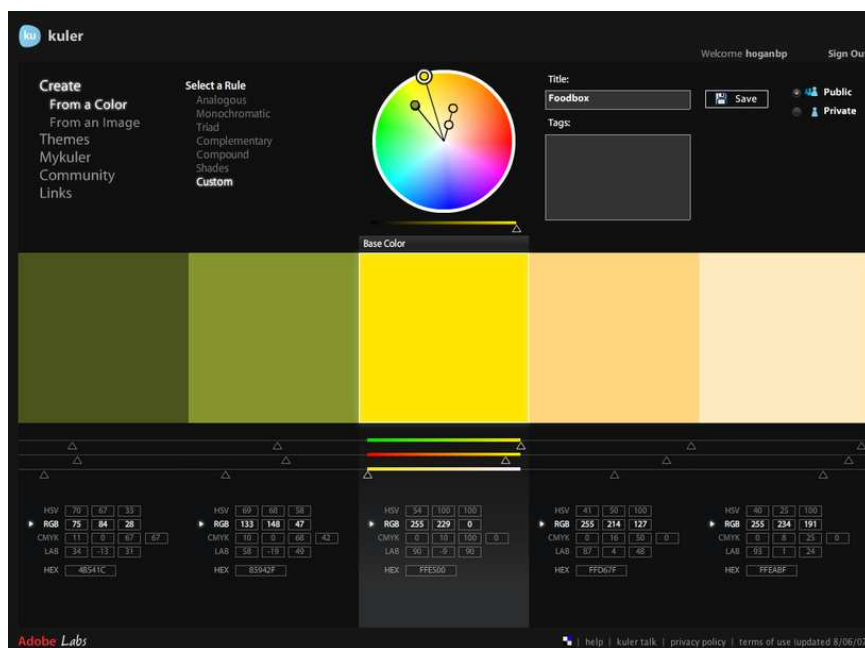 ku kuler
Welcome hoganbp Sign Out
Create
From a Color
From an Image
Themes
Mykuler
Community
Links
Select a Rule
Analogous
Monochromatic
Triad
Complementary
Compound
Shades
Custom
Title:
Foodbox
Tags:
Save
Public
Private
Base Color
HSV 70 67 33
RGB 75 84 28
CMYK 11 0 67 67
LAB 34 -13 31
HEX 4B541C
HSV 69 68 58
RGB 133 148 47
CMYK 10 0 68 42
LAB 58 -19 49
HEX 85942F
HSV 54 100 100
RGB 255 229 0
CMYK 0 10 100 0
LAB 90 -9 90
HEX FFE500
HSV 41 50 100
RGB 255 214 127
CMYK 0 16 50 0
LAB 87 4 48
HEX FFD67F
HSV 40 25 100
RGB 255 234 191
CMYK 0 8 25 0
LAB 93 1 24
HEX FFEABF
Adobe Labs
help | kuler talk | privacy policy | terms of use (updated 8/06/07